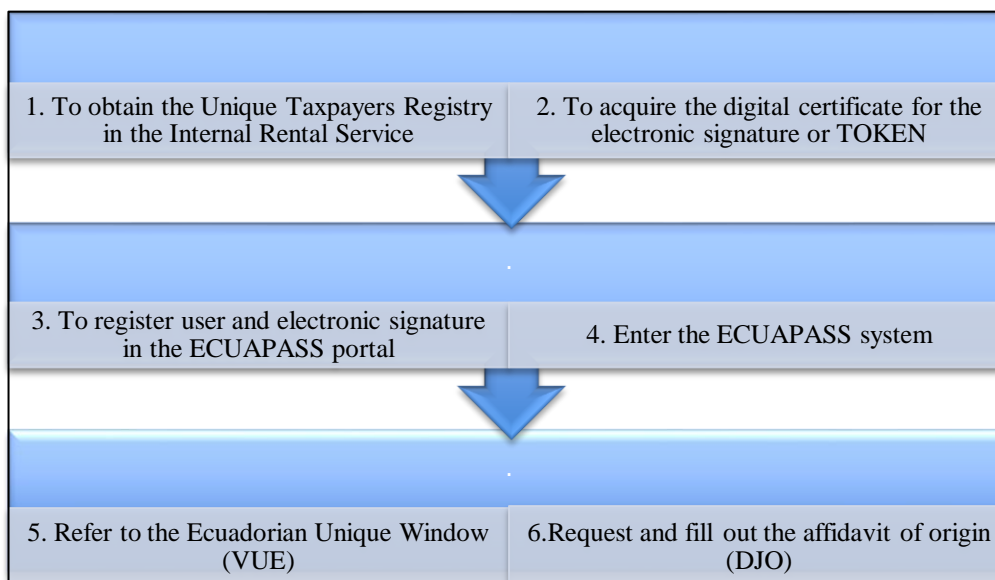 1. To obtain the Unique Taxpayers Registry
in the Internal Rental Service
2. To acquire the digital certificate for the
electronic signature or TOKEN
.
3. To register user and electronic signature
in the ECUAPASS portal
4. Enter the ECUAPASS system
.
5. Refer to the Ecuadorian Unique Window
(VUE)
6.Request and fill out the affidavit of origin
(DJO)